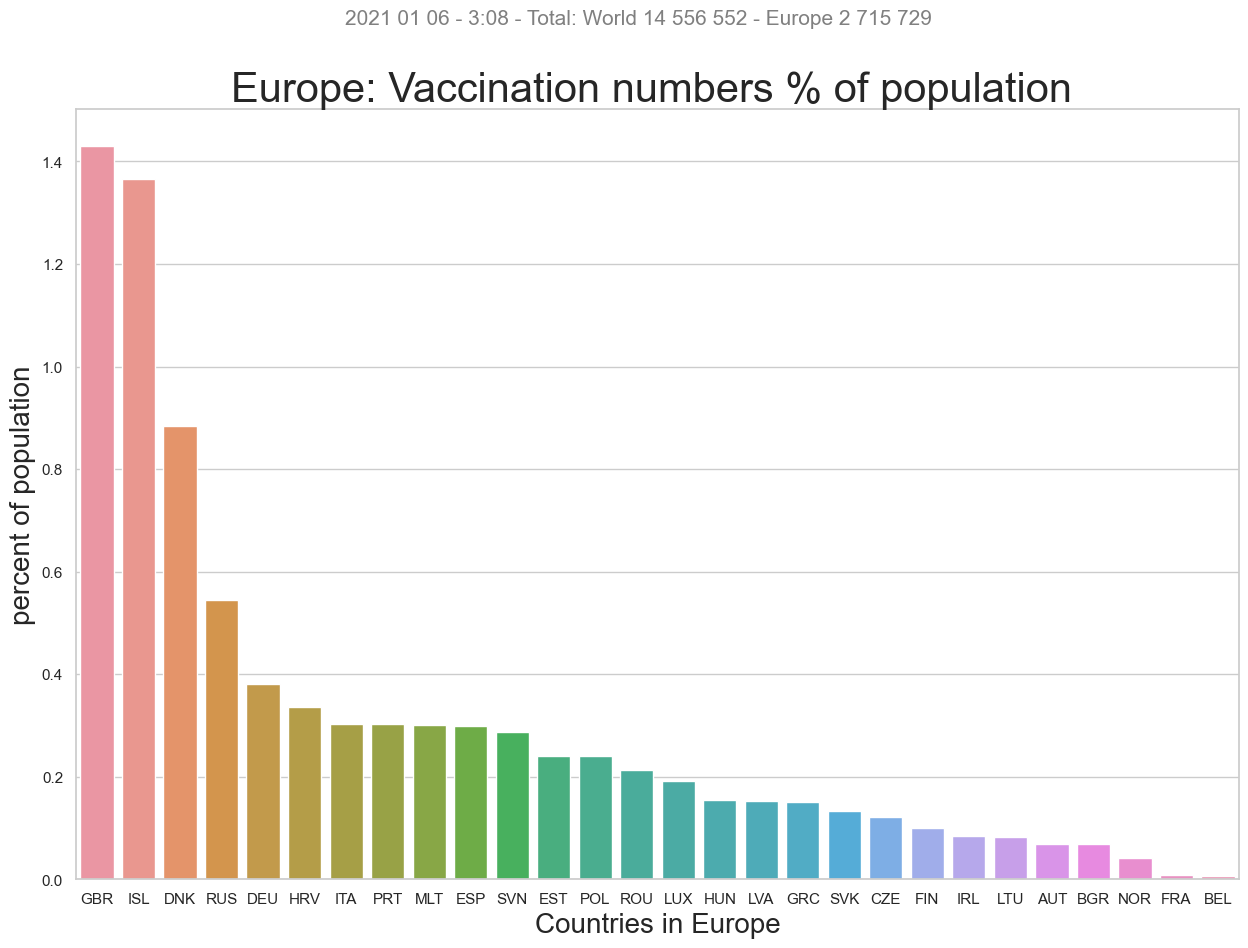 2021 01 06 - 3:08 - Total: World 14 556 552 - Europe 2 715 729
Europe: Vaccination numbers % of population
percent of population
1.4
1.2
1.0
0.8
0.6
0.4
0.2
0.0
GBR ISL DNK RUS DEU HRV ITA PRT MLT ESP SVN EST POL ROU LUX HUN LVA GRC SVK CZE FIN IRL LTU AUT BGR NOR FRA BEL
Countries in Europe